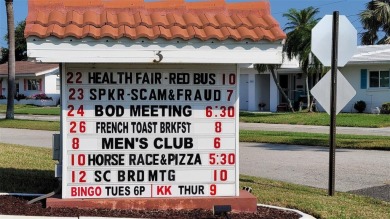 3
22 HEALTH FAIR-RED BUS 10
23 SPKR-SCAM&FRAUD 7
24 BOD MEETING 6:30
26 FRENCH TOAST BRKFST 8
8 MEN'S CLUB 6
10 HORSE RACE&PIZZA 5:30
12 SC BRD MTG 10
BINGO TUES 6P KK THUR 9